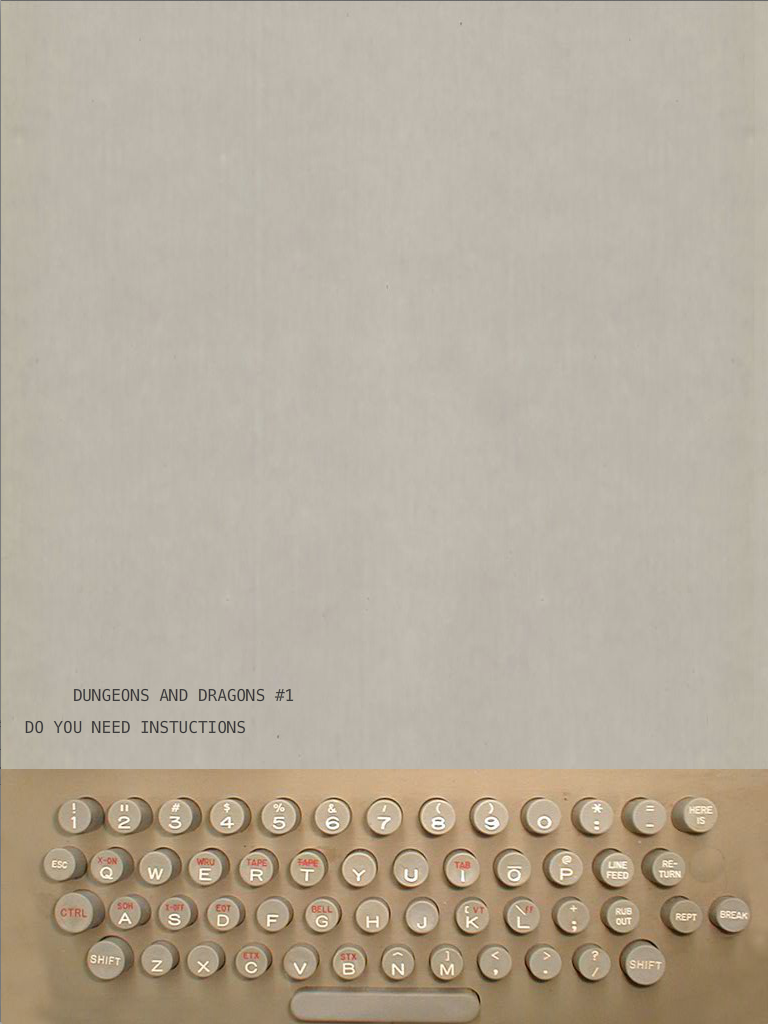 DUNGEONS AND DRAGONS #1
DO YOU NEED INSTUCTIONS
! " # $ % & ' ( ) * =
1 2 3 4 5 6 7 8 9 0 : - HERE IS
X-ON WRU TAPE TAPE TAB @
ESC Q W E R T Y U I O P LINE FEED RE-TURN
SOH X-OFF EOT BELL [ VT FF +
CTRL A S D F G H J K L ; RUB OUT REPT BREAK
ETX STX ^ ] < > ?
SHIFT Z X C V B N M , . / SHIFT